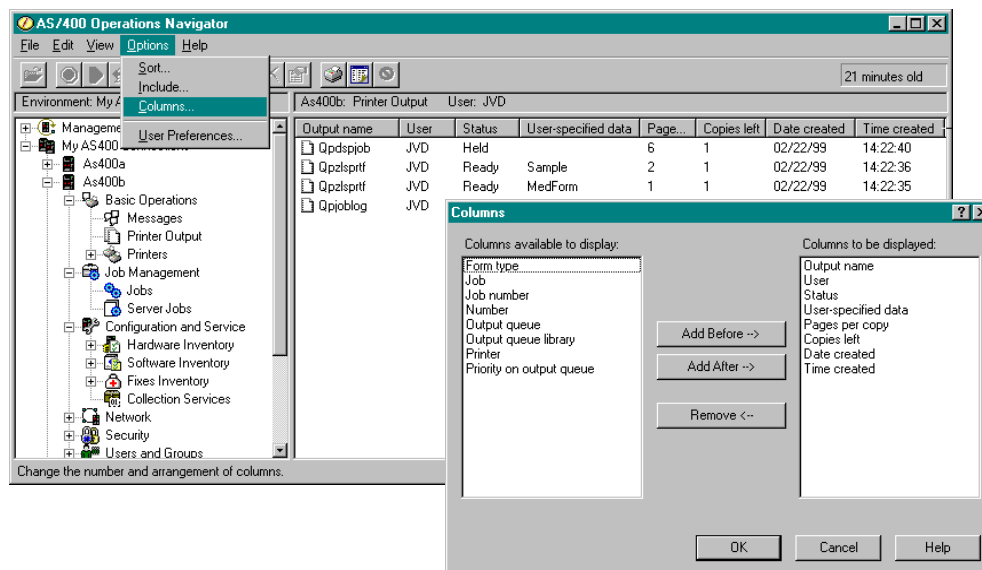 AS/400 Operations Navigator
File Edit View Options Help
Sort...
Include...
Columns...
User Preferences...
21 minutes old
Environment: My A
As400b: Printer Output User: JVD
Manageme
My AS400
As400a
As400b
Basic Operations
Messages
Printer Output
Printers
Job Management
Jobs
Server Jobs
Configuration and Service
Hardware Inventory
Software Inventory
Fixes Inventory
Collection Services
Network
Security
Users and Groups
Output name User Status User-specified data Page... Copies left Date created Time created
Qpdspjob JVD Held 6 1 02/22/99 14:22:40
Qpzlsprtf JVD Ready Sample 2 1 02/22/99 14:22:36
Qpzlsprtf JVD Ready MedForm 1 1 02/22/99 14:22:35
Qpjoblog JVD
Change the number and arrangement of columns.
Columns
Columns available to display:
Form type
Job
Job number
Number
Output queue
Output queue library
Printer
Priority on output queue
Add Before -->
Add After -->
Remove <--
Columns to be displayed:
Output name
User
Status
User-specified data
Pages per copy
Copies left
Date created
Time created
OK Cancel Help